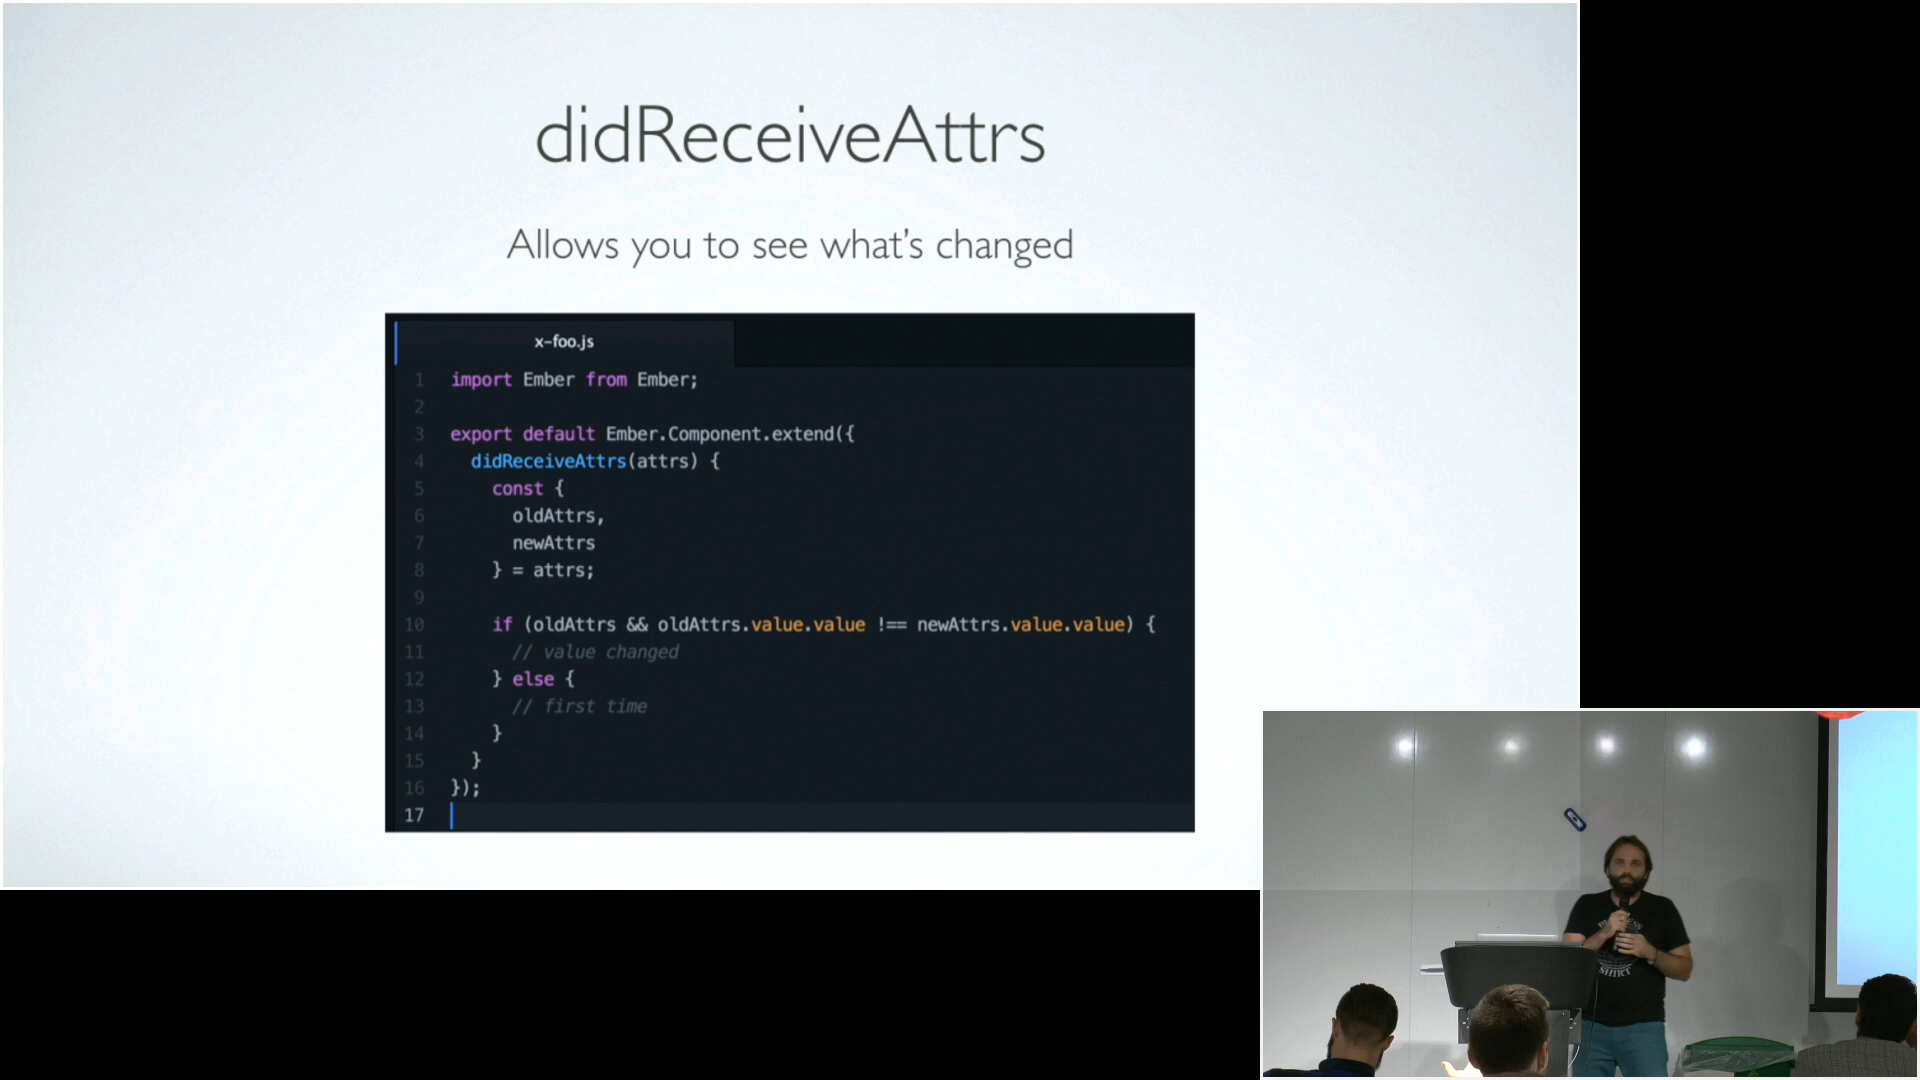 didReceiveAttrs
Allows you to see what's changed
x-foo.js
1 import Ember from Ember;
2
3 export default Ember.Component.extend({
4 didReceiveAttrs(attrs) {
5 const {
6 oldAttrs,
7 newAttrs
8 } = attrs;
9
10 if (oldAttrs && oldAttrs.value.value !== newAttrs.value.value) {
11 // value changed
12 } else {
13 // first time
14 }
15 }
16 });
17
SHIRT